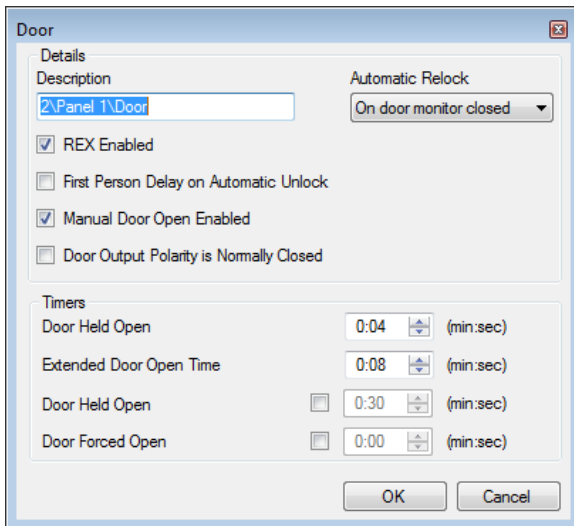 Door
Details
Description Automatic Relock
2\Panel 1\Door On door monitor closed
REX Enabled
First Person Delay on Automatic Unlock
Manual Door Open Enabled
Door Output Polarity is Normally Closed
Timers
Door Held Open 0:04 (min:sec)
Extended Door Open Time 0:08 (min:sec)
Door Held Open 0:30 (min:sec)
Door Forced Open 0:00 (min:sec)
OK Cancel